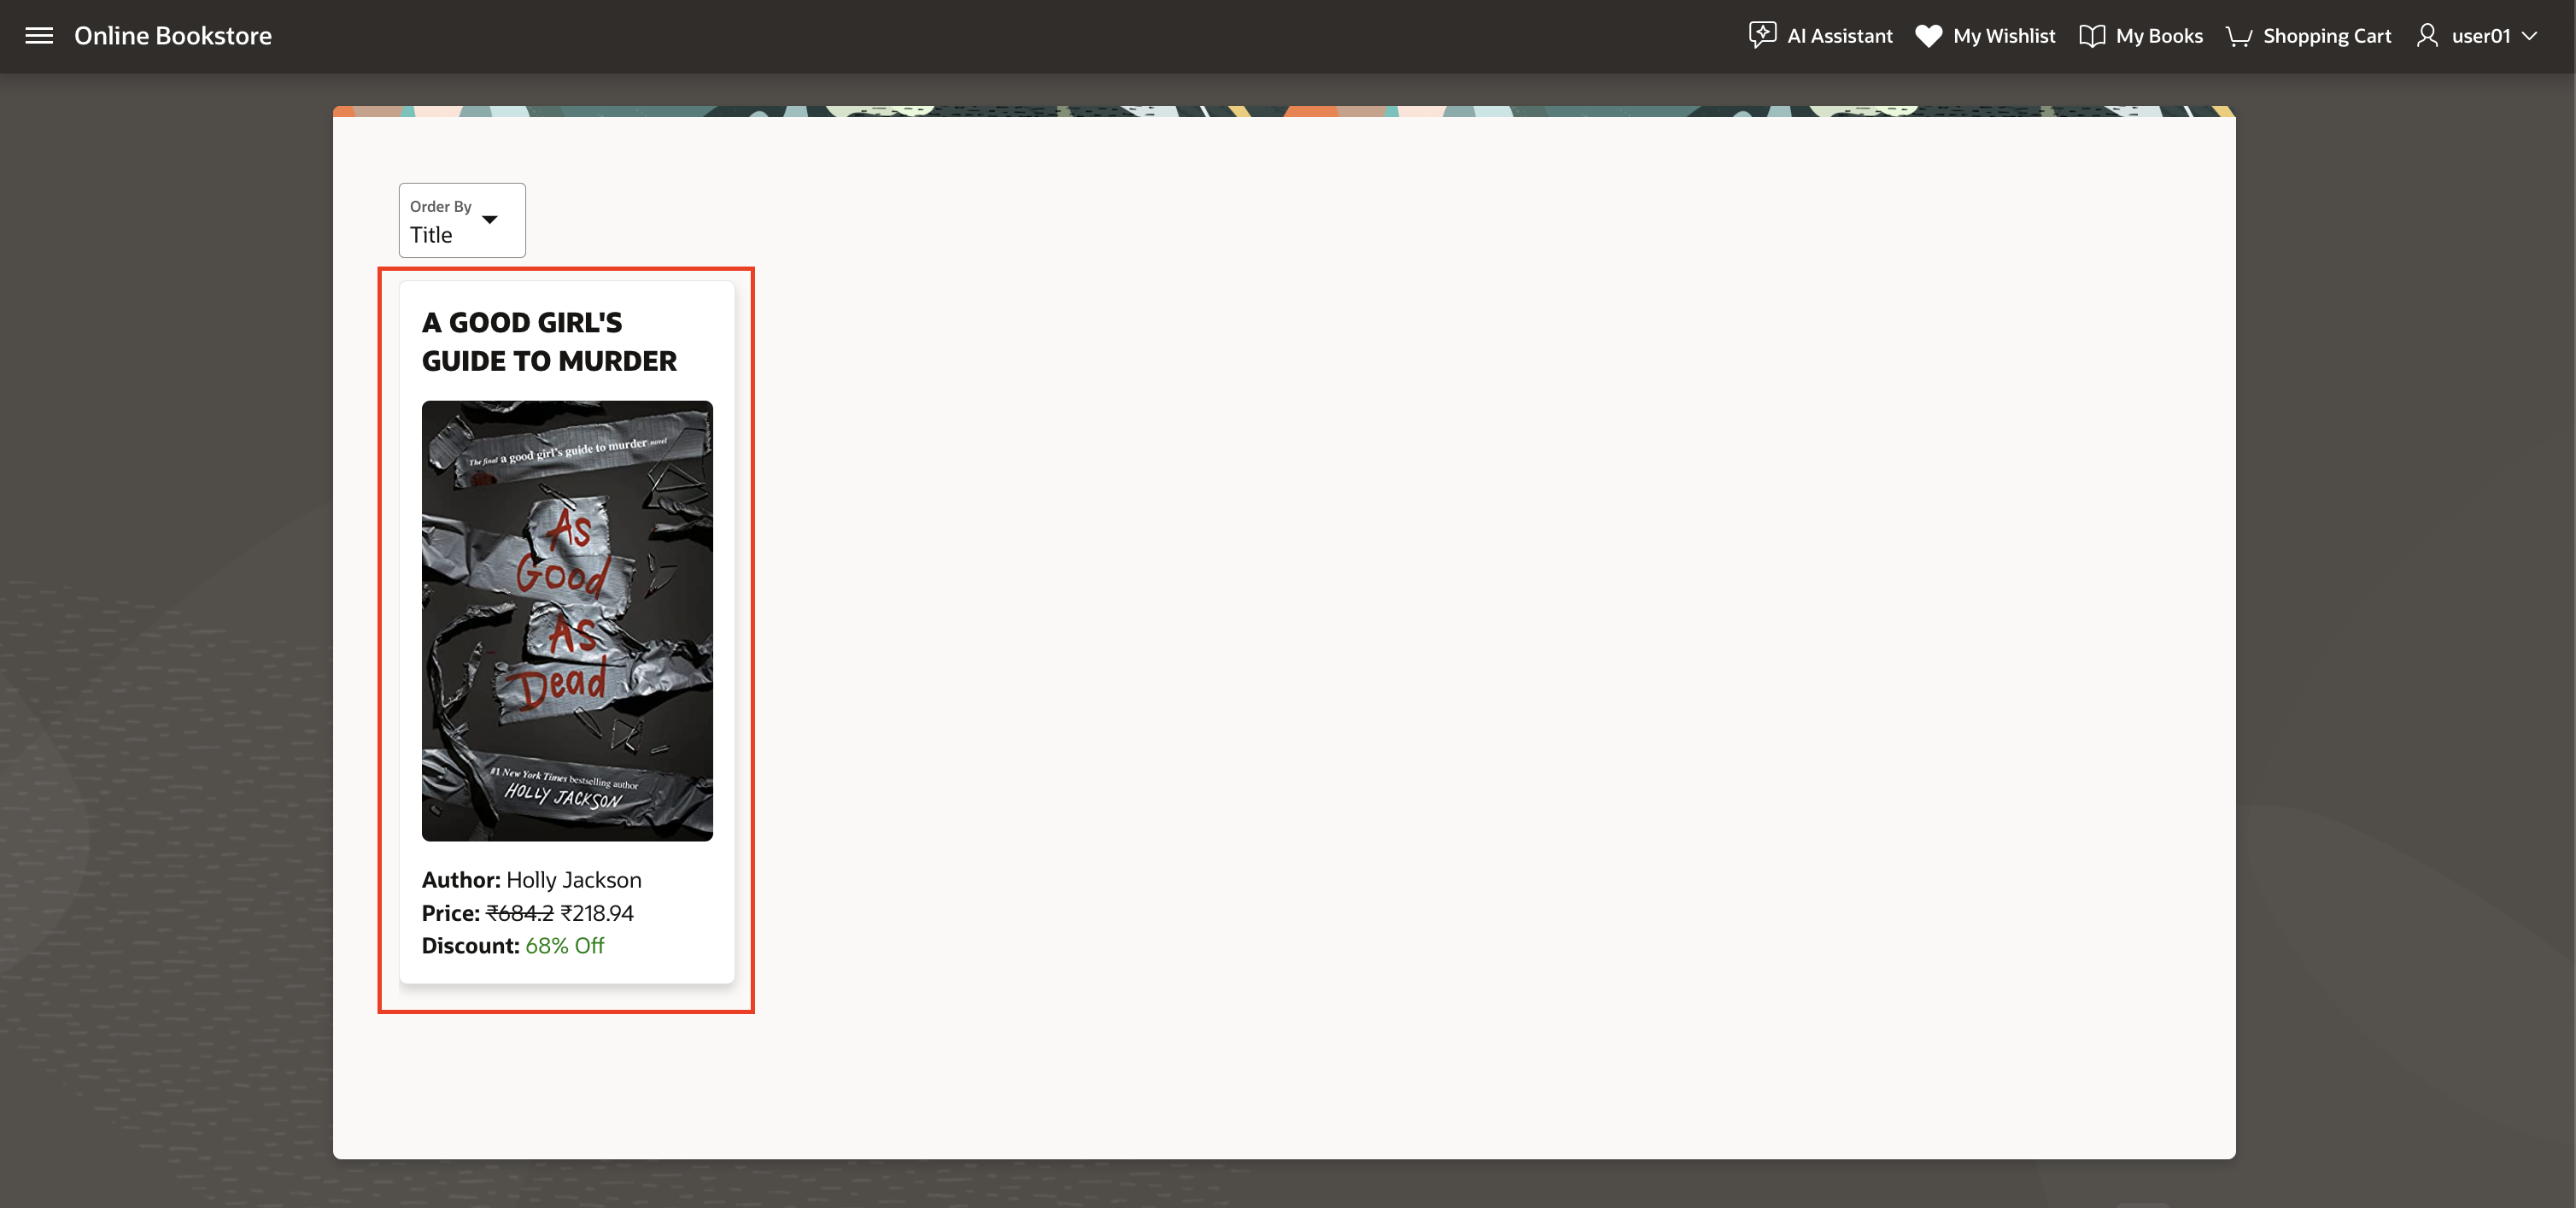 Online Bookstore
AI Assistant
My Wishlist
My Books
Shopping Cart
user01
Order By
Title
A GOOD GIRL'S
GUIDE TO MURDER
The final a good girl's guide to murder novel
As
Good
As
Dead
#1 New York Times bestselling author
HOLLY JACKSON
Author: Holly Jackson
Price: ₹684.2 ₹218.94
Discount: 68% Off